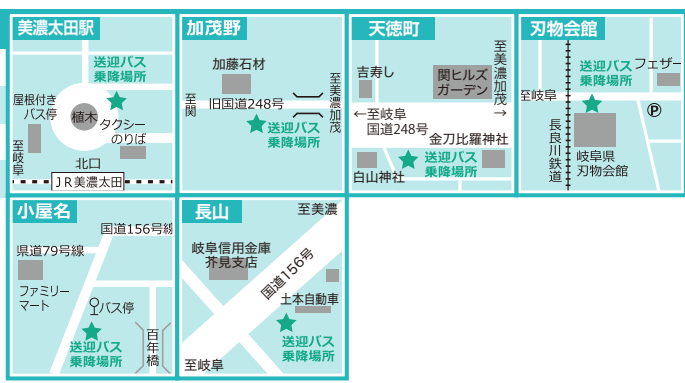 美濃太田駅
送迎バス
乗降場所
屋根付き
バス停
植木
タクシー
のりば
至岐阜
北口
JR美濃太田
加茂野
加藤石材
至関
旧国道248号
至美濃加茂
送迎バス
乗降場所
天徳町
吉寿し
関ヒルズ
ガーデン
至美濃加茂→
←至岐阜
国道248号
金刀比羅神社
送迎バス
乗降場所
白山神社
刃物会館
送迎バス
乗降場所
フェザー
至岐阜
P
長良川鉄道
岐阜県
刃物会館
小屋名
国道156号線
県道79号線
ファミリー
マート
バス停
送迎バス
乗降場所
百年橋
長山
至美濃
岐阜信用金庫
芥見支店
国道156号
土本自動車
送迎バス
乗降場所
至岐阜